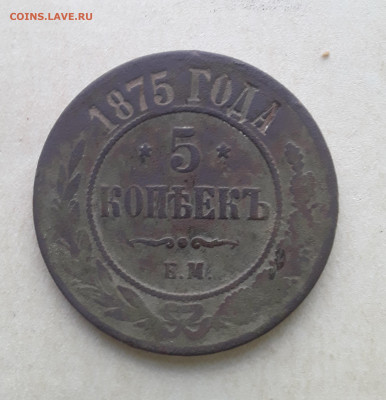 COINS.LAVE.RU
1875 ГОДА
* 5 *
КОПѢЕКЪ
Е.М.